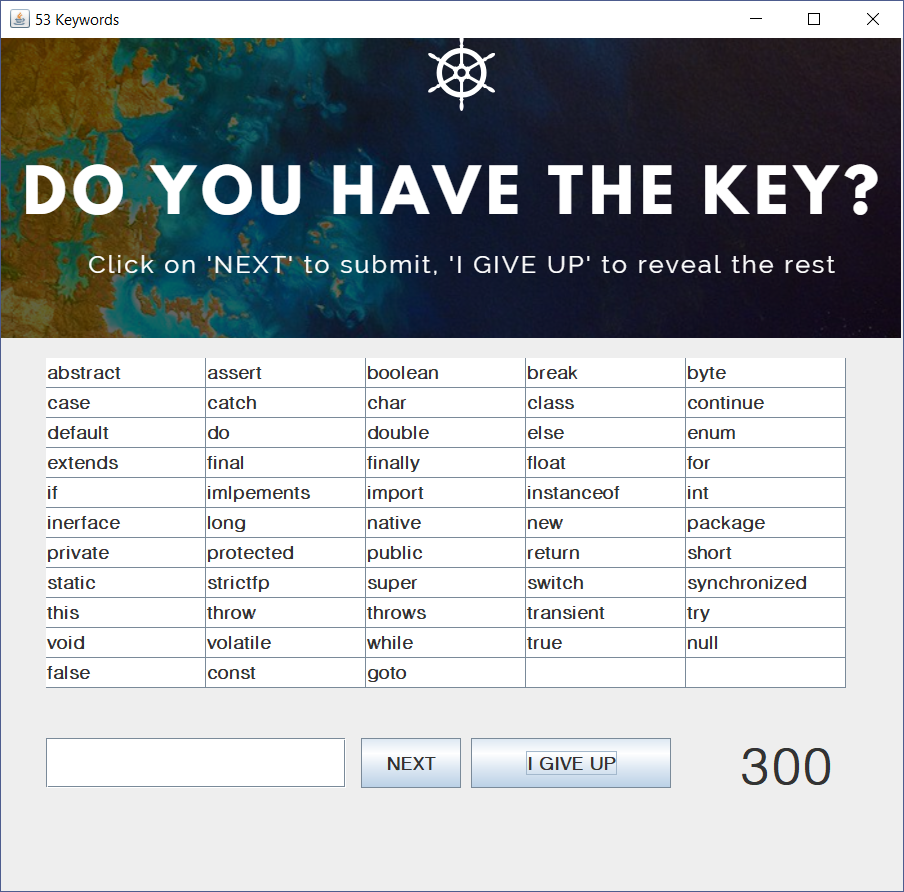 53 Keywords
DO YOU HAVE THE KEY?
Click on 'NEXT' to submit, 'I GIVE UP' to reveal the rest
abstract assert boolean break byte
case catch char class continue
default do double else enum
extends final finally float for
if imlpements import instanceof int
inerface long native new package
private protected public return short
static strictfp super switch synchronized
this throw throws transient try
void volatile while true null
false const goto
NEXT I GIVE UP 300